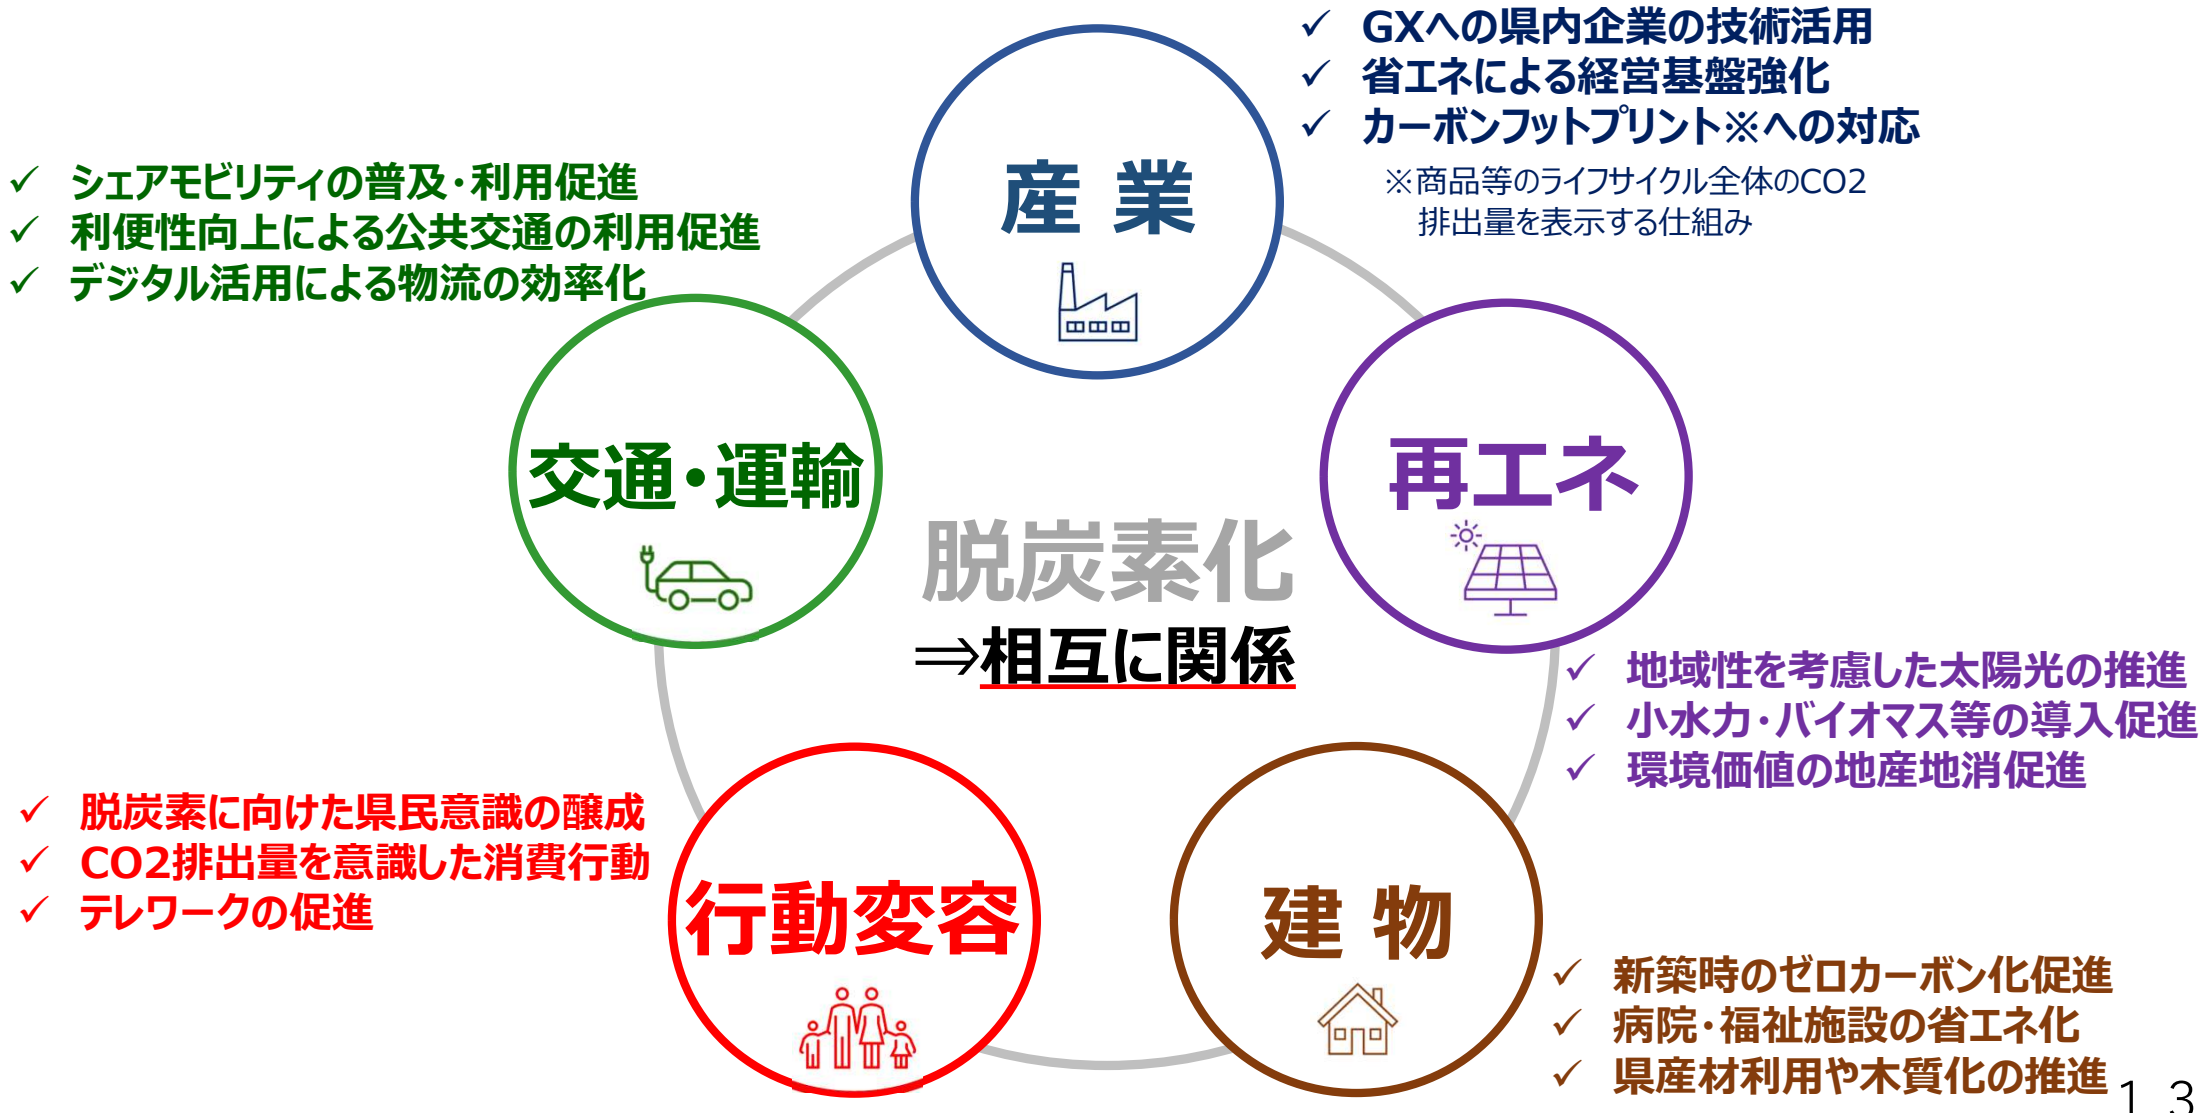 ✓ GXへの県内企業の技術活用
✓ 省エネによる経営基盤強化
✓ カーボンフットプリント※への対応
※商品等のライフサイクル全体のCO2
排出量を表示する仕組み
産 業
✓ シェアモビリティの普及・利用促進
✓ 利便性向上による公共交通の利用促進
✓ デジタル活用による物流の効率化
交通・運輸
再エネ
脱炭素化
⇒相互に関係
✓ 地域性を考慮した太陽光の推進
✓ 小水力・バイオマス等の導入促進
✓ 環境価値の地産地消促進
✓ 脱炭素に向けた県民意識の醸成
✓ CO2排出量を意識した消費行動
✓ テレワークの促進
行動変容
建 物
✓ 新築時のゼロカーボン化促進
✓ 病院・福祉施設の省エネ化
✓ 県産材利用や木質化の推進
13